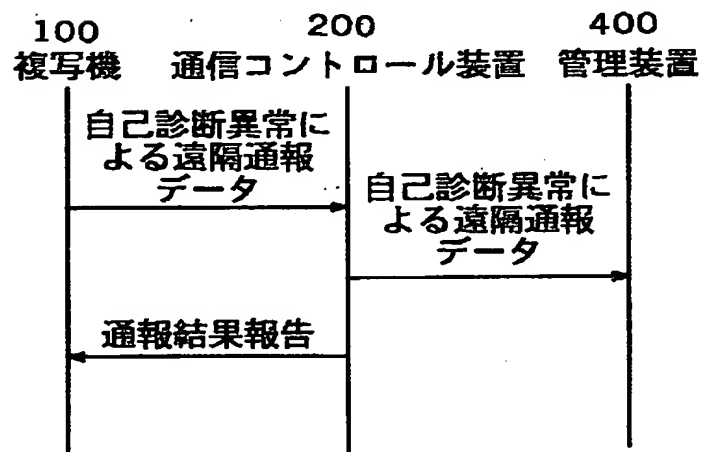 100 200 400
複写機 通信コントロール装置 管理装置
自己診断異常に
よる遠隔通報
データ
自己診断異常に
よる遠隔通報
データ
通報結果報告